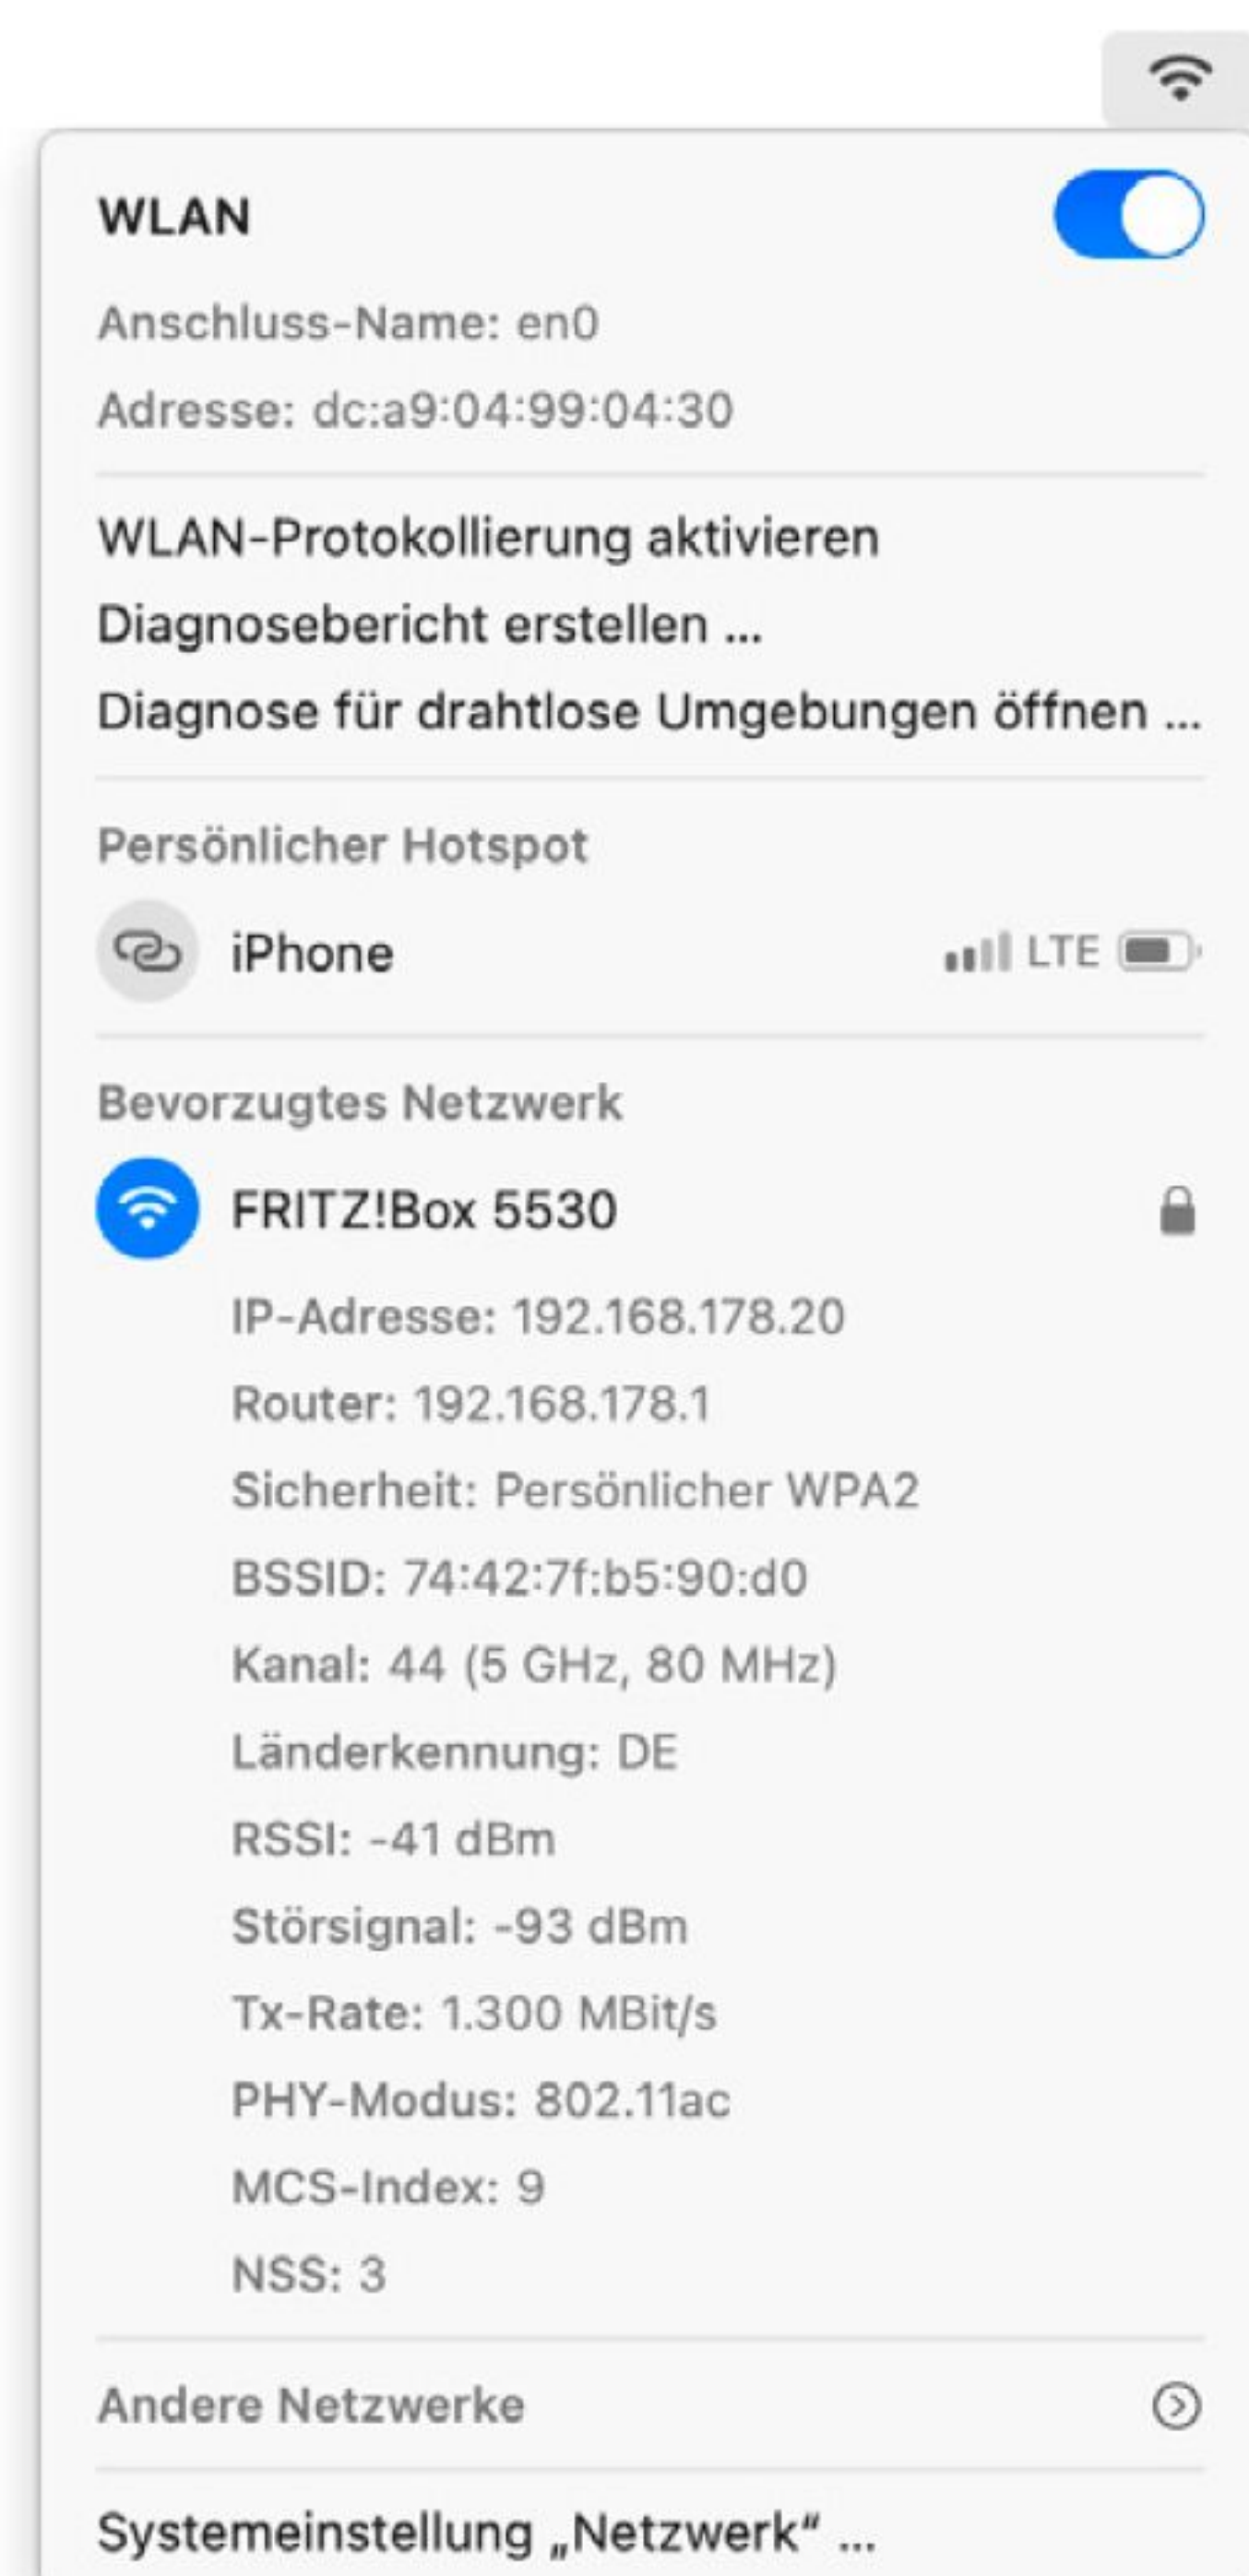 WLAN
Anschluss-Name: en0
Adresse: dc:a9:04:99:04:30
WLAN-Protokollierung aktivieren
Diagnosebericht erstellen ...
Diagnose für drahtlose Umgebungen öffnen ...
Persönlicher Hotspot
iPhone LTE
Bevorzugtes Netzwerk
FRITZ!Box 5530
IP-Adresse: 192.168.178.20
Router: 192.168.178.1
Sicherheit: Persönlicher WPA2
BSSID: 74:42:7f:b5:90:d0
Kanal: 44 (5 GHz, 80 MHz)
Länderkennung: DE
RSSI: -41 dBm
Störsignal: -93 dBm
Tx-Rate: 1.300 MBit/s
PHY-Modus: 802.11ac
MCS-Index: 9
NSS: 3
Andere Netzwerke
Systemeinstellung „Netzwerk“ ...